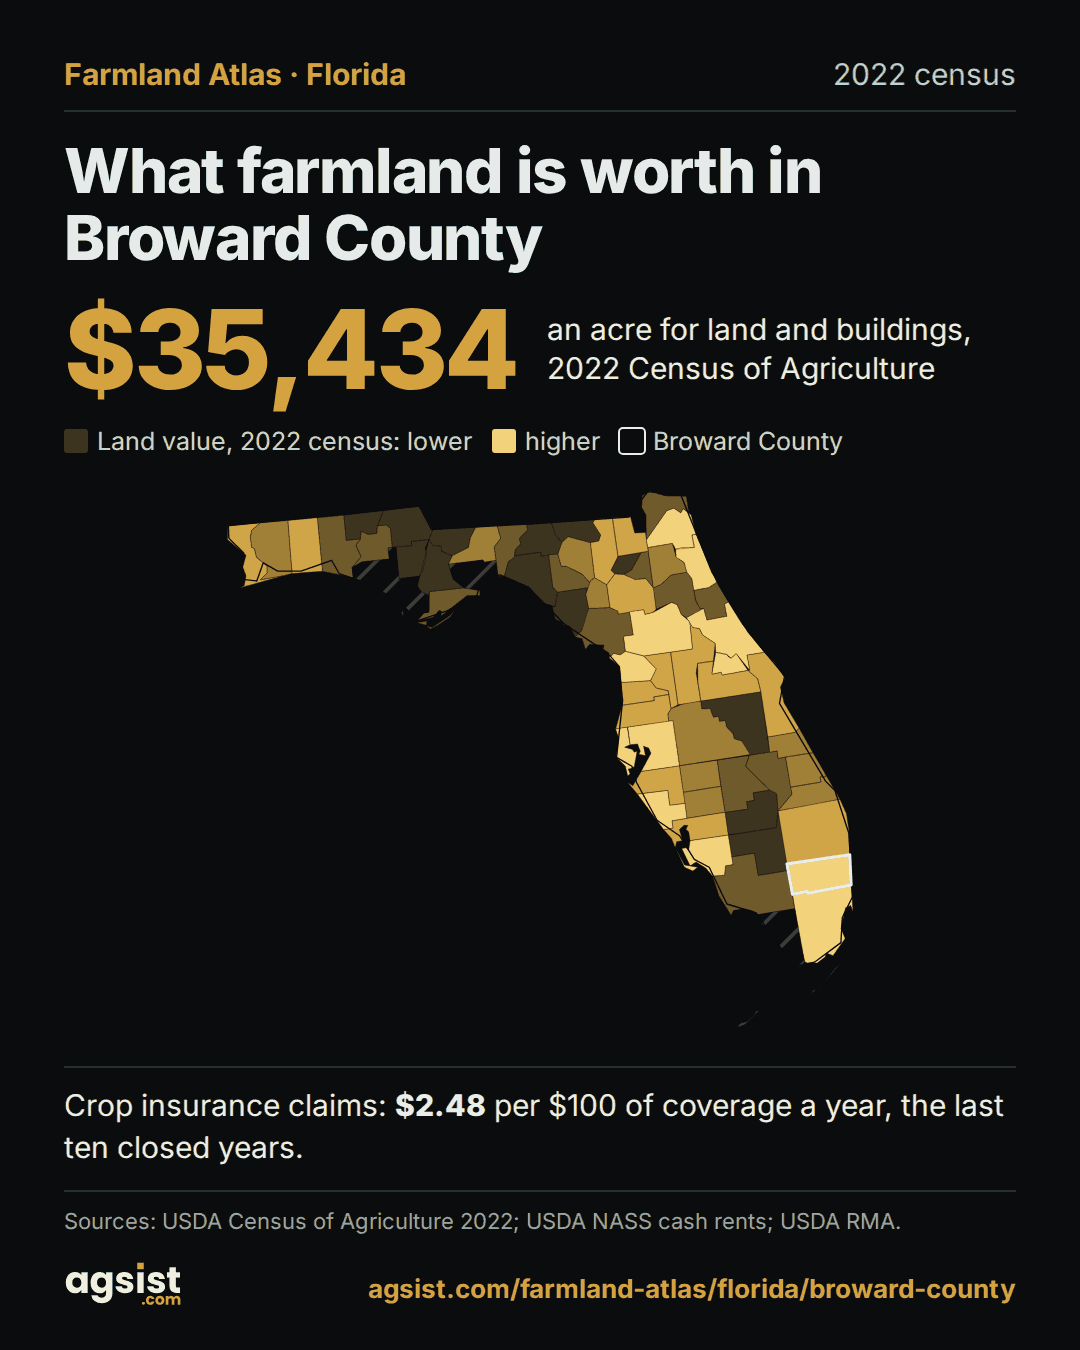 Farmland Atlas · Florida
2022 census
What farmland is worth in
Broward County
$35,434
an acre for land and buildings,
2022 Census of Agriculture
Land value, 2022 census: lower
higher
Broward County
Crop insurance claims: $2.48 per $100 of coverage a year, the last
ten closed years.
Sources: USDA Census of Agriculture 2022; USDA NASS cash rents; USDA RMA.
agsist
.com
agsist.com/farmland-atlas/florida/broward-county